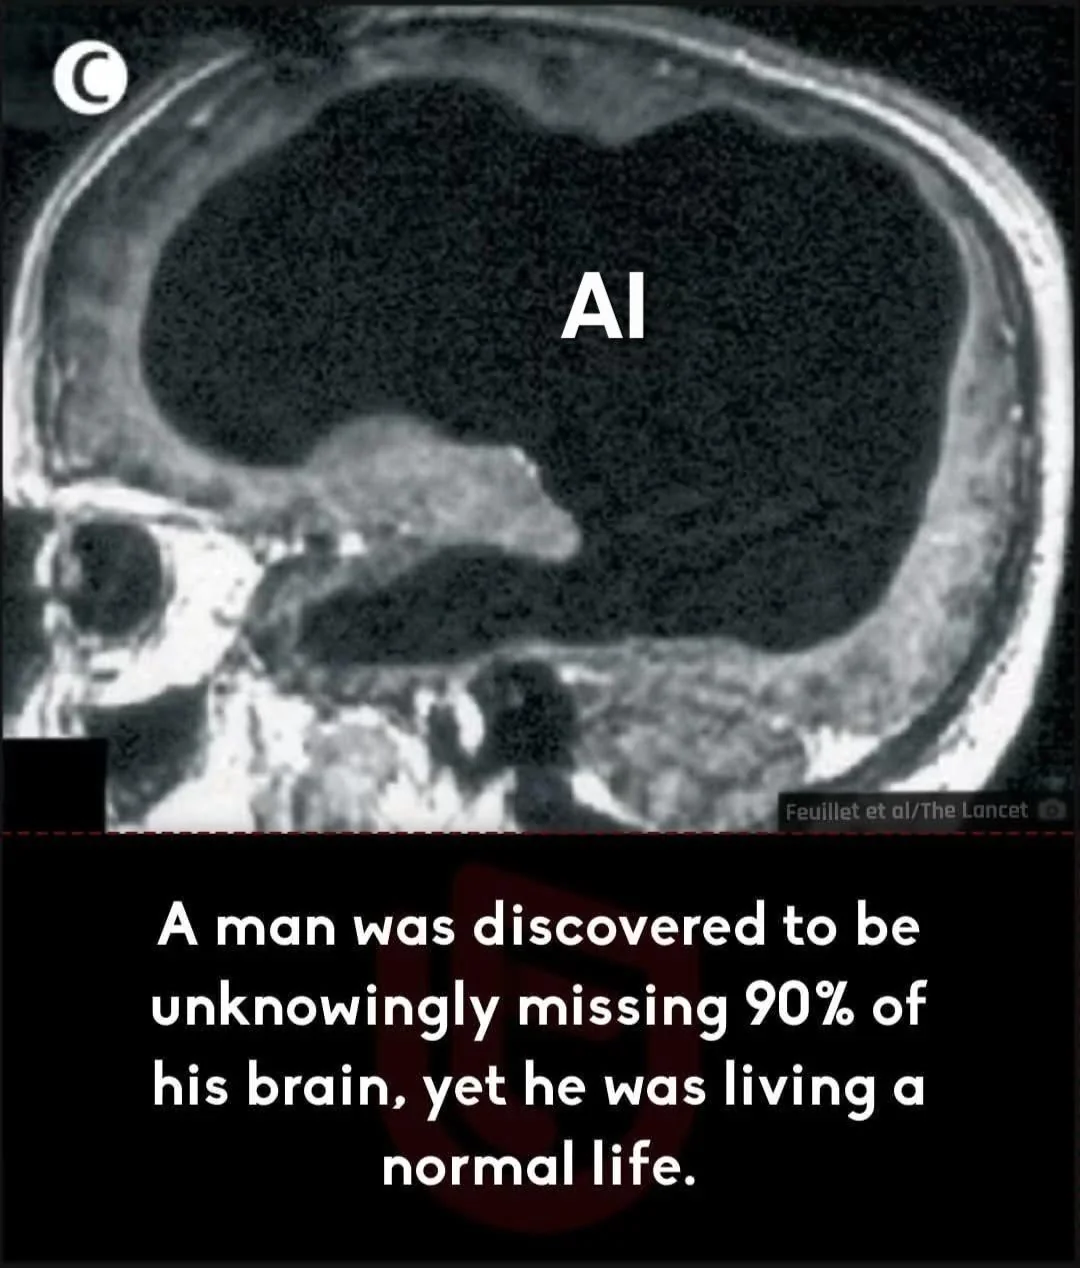 C
AI
Feuillet et al/The Lancet
A man was discovered to be
unknowingly missing 90% of
his brain, yet he was living a
normal life.